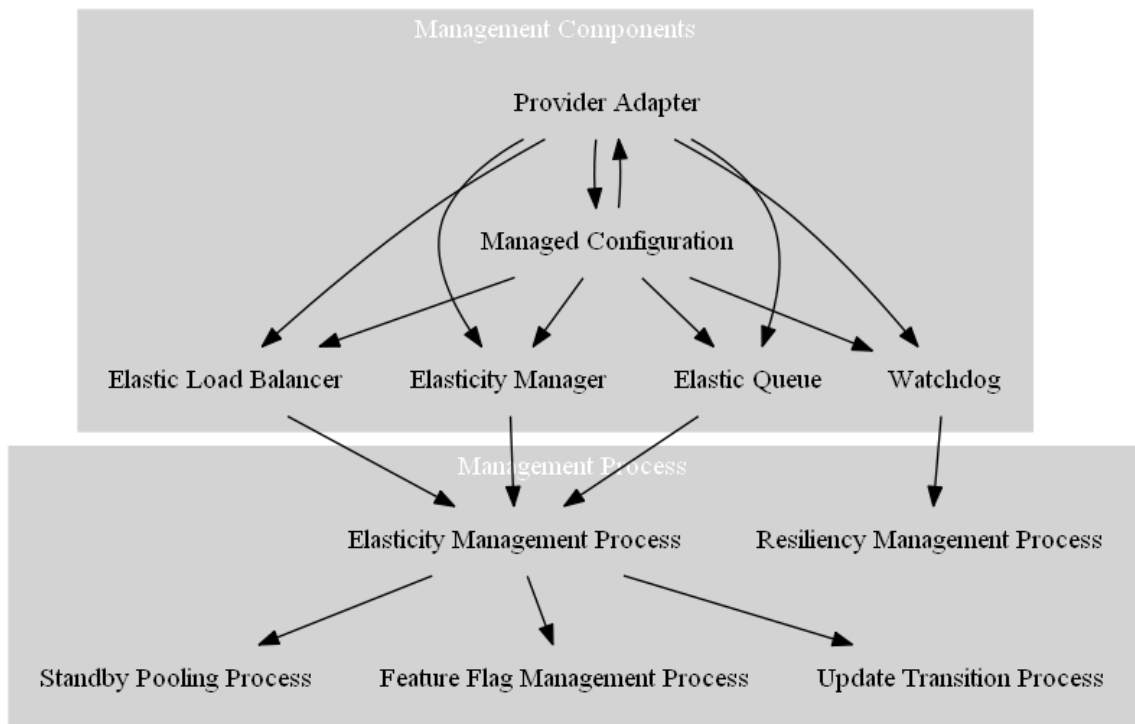 Management Components
Provider Adapter
Managed Configuration
Elastic Load Balancer
Elasticity Manager
Elastic Queue
Watchdog
Management Process
Elasticity Management Process
Resiliency Management Process
Standby Pooling Process
Feature Flag Management Process
Update Transition Process